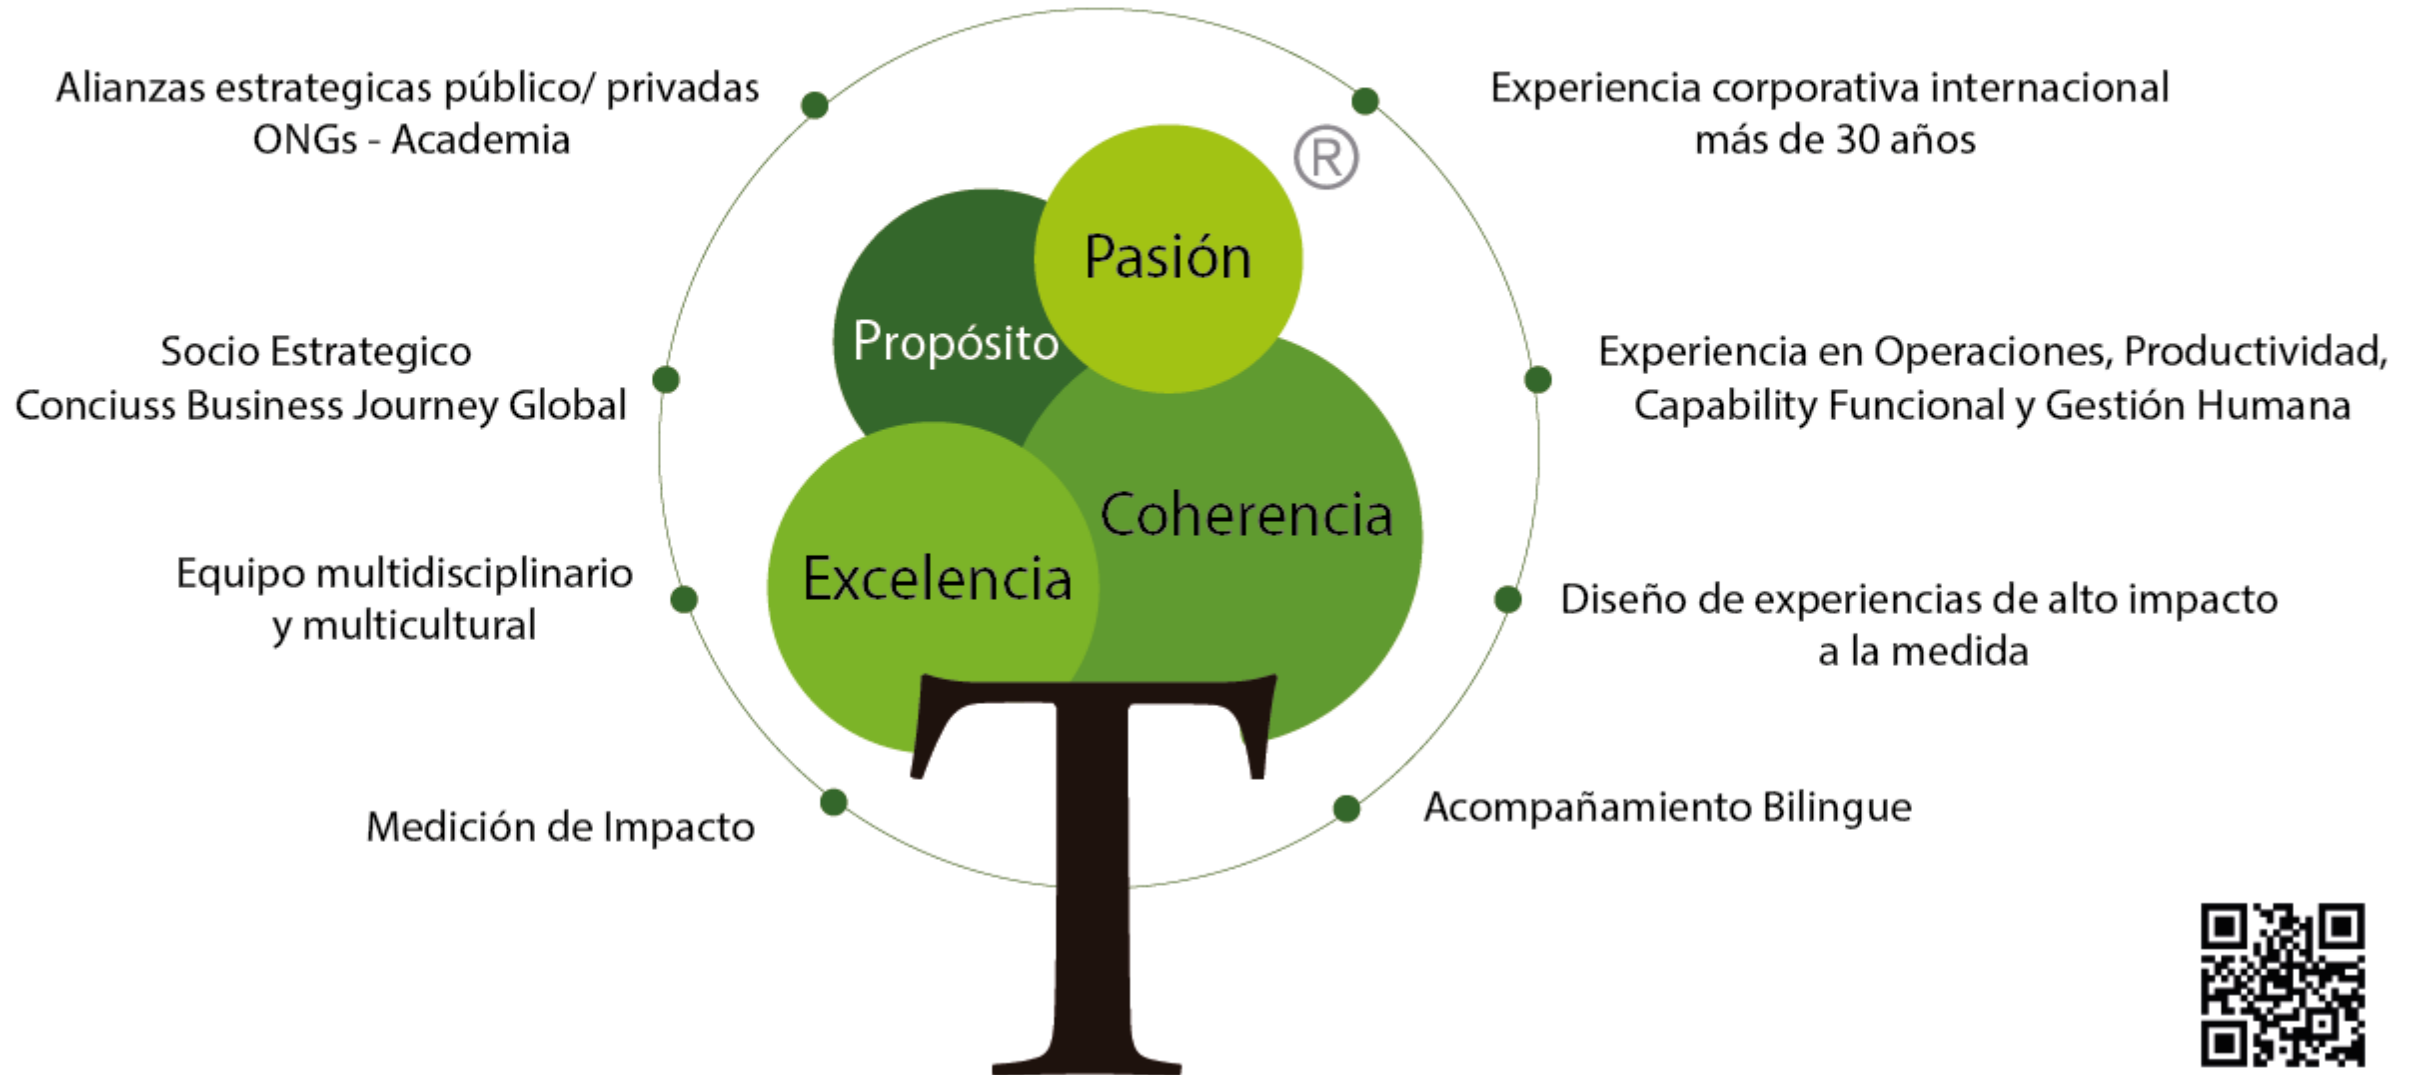 Alianzas estrategicas público/ privadas
ONGs - Academia
Experiencia corporativa internacional
más de 30 años
®
Pasión
Propósito
Socio Estrategico
Conciuss Business Journey Global
Experiencia en Operaciones, Productividad,
Capability Funcional y Gestión Humana
Coherencia
Excelencia
Equipo multidisciplinario
y multicultural
Diseño de experiencias de alto impacto
a la medida
T
Medición de Impacto
Acompañamiento Bilingue